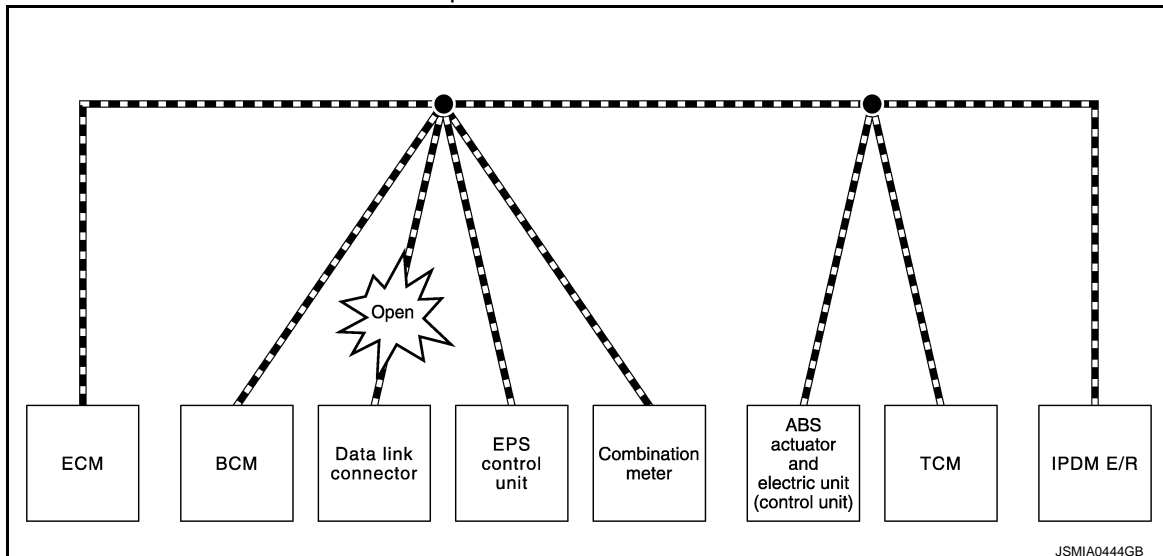 Open
ECM
BCM
Data link
connector
EPS
control
unit
Combination
meter
ABS
actuator
and
electric unit
(control unit)
TCM
IPDM E/R
JSMIA0444GB